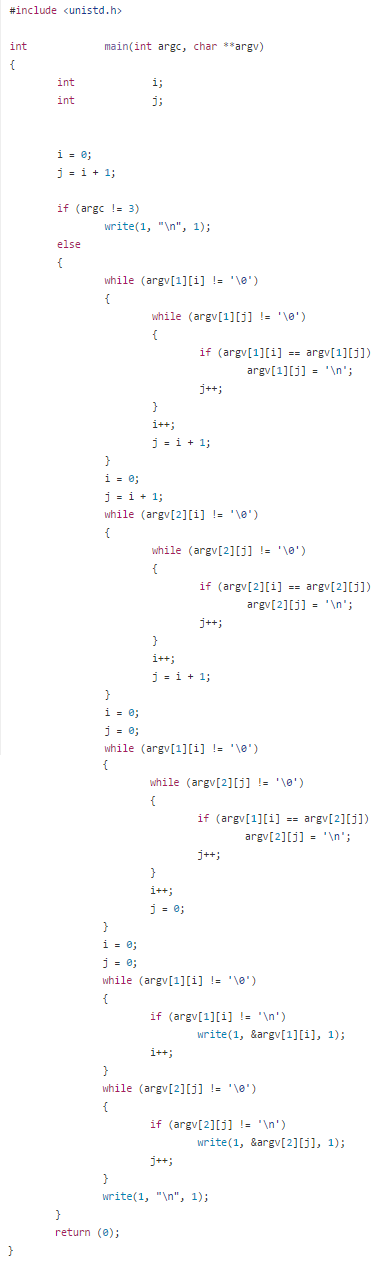 #include <unistd.h>
int main(int argc, char **argv)
{
int i;
int j;
i = 0;
j = i + 1;
if (argc != 3)
write(1, "\n", 1);
else
{
while (argv[1][i] != '\0')
{
while (argv[1][j] != '\0')
{
if (argv[1][i] == argv[1][j])
argv[1][j] = '\n';
j++;
}
i++;
j = i + 1;
}
i = 0;
j = i + 1;
while (argv[2][i] != '\0')
{
while (argv[2][j] != '\0')
{
if (argv[2][i] == argv[2][j])
argv[2][j] = '\n';
j++;
}
i++;
j = i + 1;
}
i = 0;
j = 0;
while (argv[1][i] != '\0')
{
while (argv[2][j] != '\0')
{
if (argv[1][i] == argv[2][j])
argv[2][j] = '\n';
j++;
}
i++;
j = 0;
}
i = 0;
j = 0;
while (argv[1][i] != '\0')
{
if (argv[1][i] != '\n')
write(1, &argv[1][i], 1);
i++;
}
while (argv[2][j] != '\0')
{
if (argv[2][j] != '\n')
write(1, &argv[2][j], 1);
j++;
}
write(1, "\n", 1);
}
return (0);
}